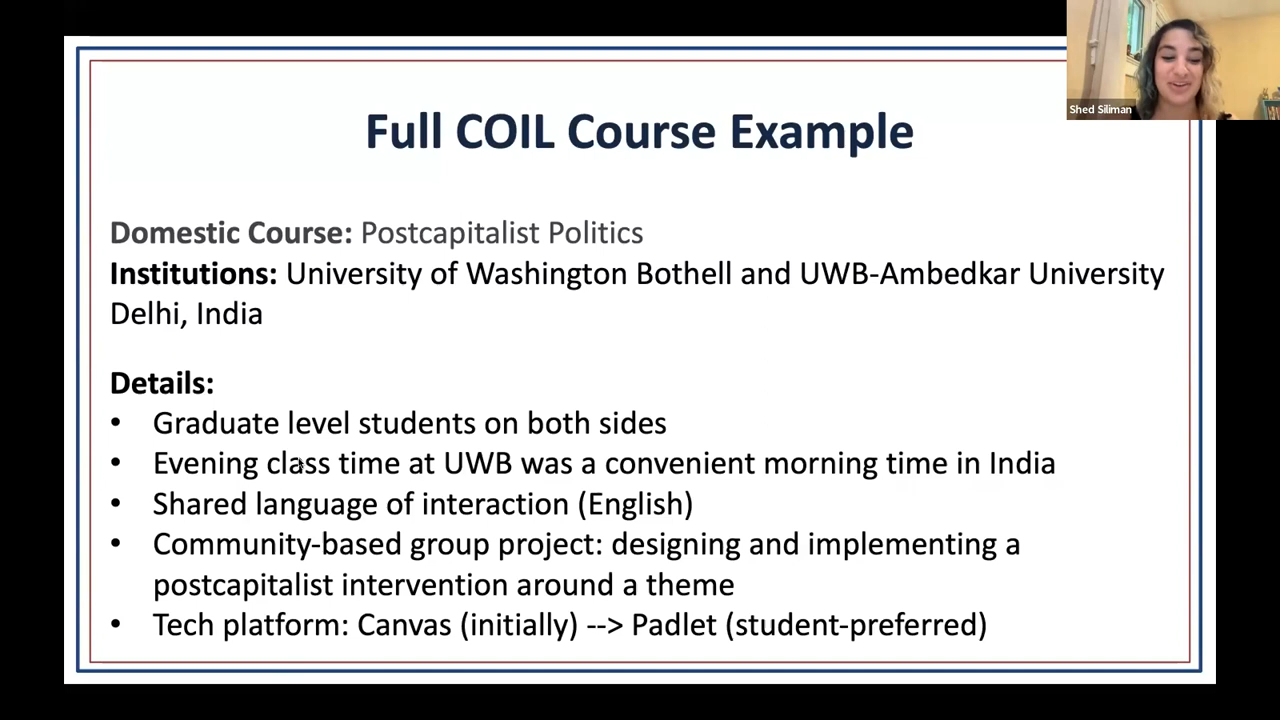 Shed Siliman
Full COIL Course Example
Domestic Course: Postcapitalist Politics
Institutions: University of Washington Bothell and UWB-Ambedkar University
Delhi, India
Details:
• Graduate level students on both sides
• Evening class time at UWB was a convenient morning time in India
• Shared language of interaction (English)
• Community-based group project: designing and implementing a
postcapitalist intervention around a theme
• Tech platform: Canvas (initially) --> Padlet (student-preferred)